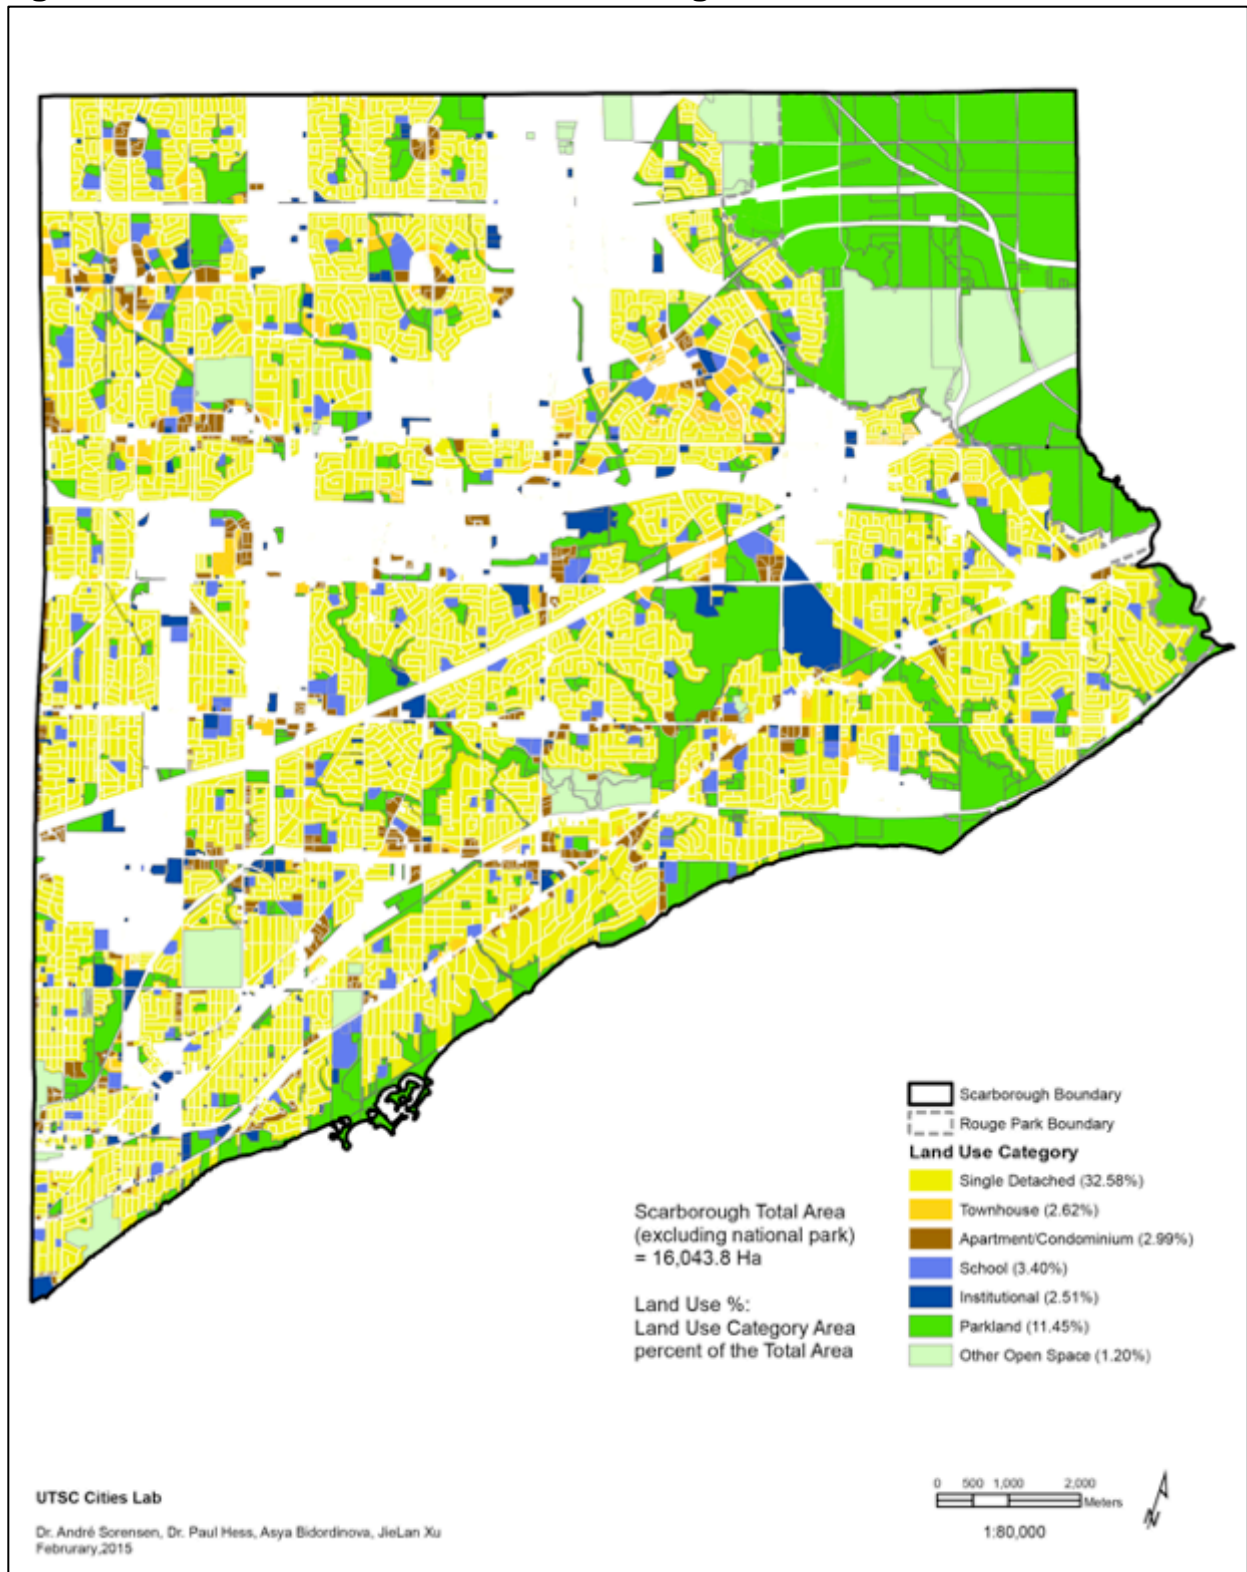 Scarborough Boundary
Rouge Park Boundary
Land Use Category
Single Detached (32.58%)
Townhouse (2.62%)
Apartment/Condominium (2.99%)
School (3.40%)
Institutional (2.51%)
Parkland (11.45%)
Other Open Space (1.20%)
Scarborough Total Area
(excluding national park)
= 16,043.8 Ha
Land Use %:
Land Use Category Area
percent of the Total Area
UTSC Cities Lab
Dr. André Sorensen, Dr. Paul Hess, Asya Bidordinova, JieLan Xu
Februrary,2015
0 500 1,000 2,000
Meters
1:80,000
N